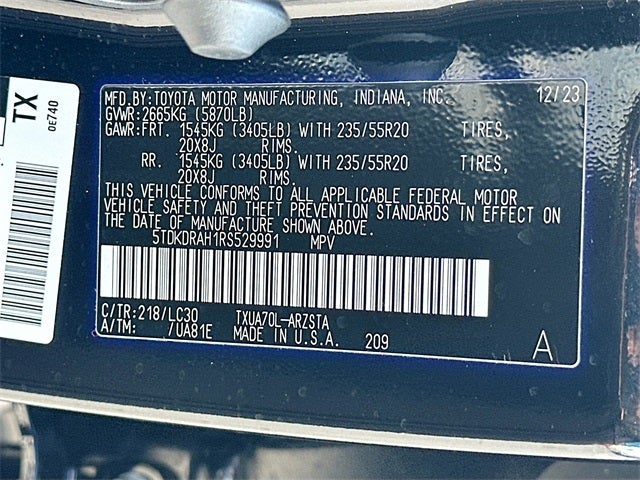 MFD.BY:TOYOTA MOTOR MANUFACTURING, INDIANA, INC. 12/23
GVWR:2665KG (5870LB)
GAWR:FRT. 1545KG (3405LB) WITH 235/55R20 TIRES,
20X8J RIMS.
RR. 1545KG (3405LB) WITH 235/55R20 TIRES,
20X8J RIMS.
THIS VEHICLE CONFORMS TO ALL APPLICABLE FEDERAL MOTOR
VEHICLE SAFETY AND THEFT PREVENTION STANDARDS IN EFFECT ON
THE DATE OF MANUFACTURE SHOWN ABOVE.
5TDKDRAH1RS529991 MPV
C/TR:218/LC30 TXUA70L-ARZSTA
A/TM: /UA81E MADE IN U.S.A. 209
A
TX
0E740